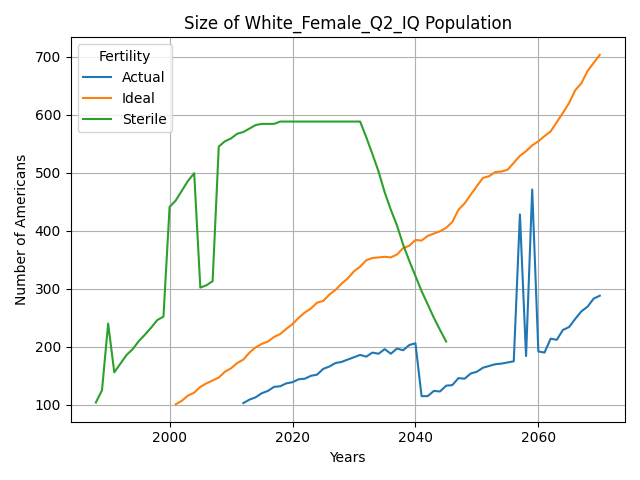 Size of White_Female_Q2_IQ Population
Fertility
Actual
Ideal
Sterile
Number of Americans
700
600
500
400
300
200
100
2000
2020
2040
2060
Years